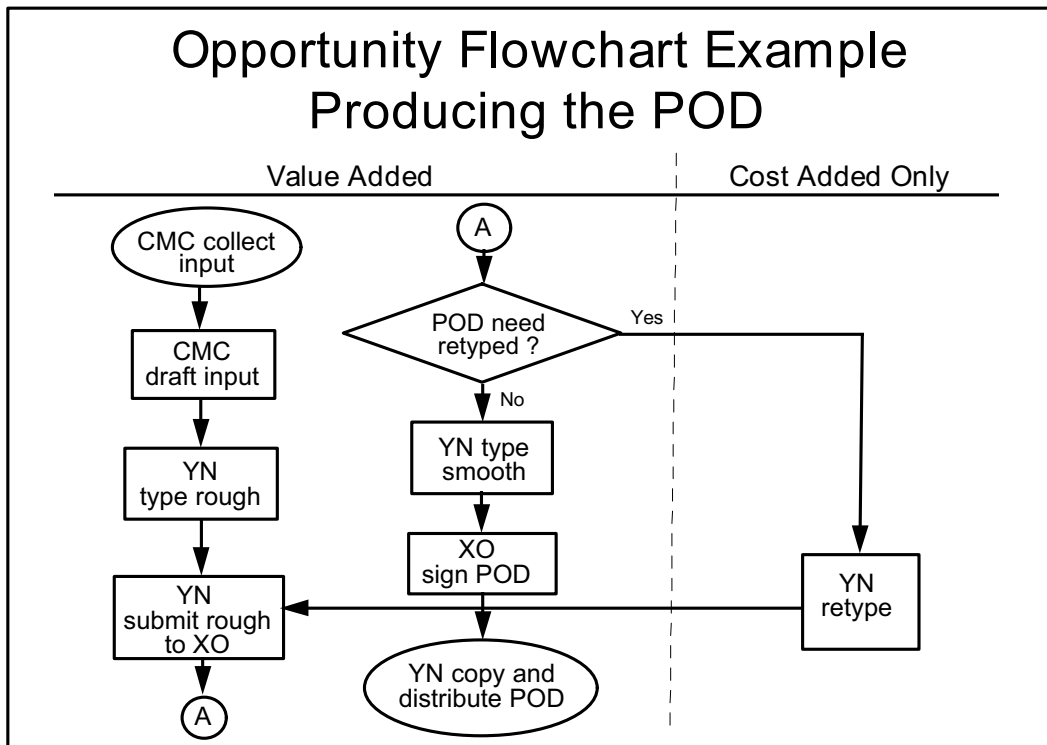 Opportunity Flowchart Example
Producing the POD
Value Added
Cost Added Only
CMC collect
input
CMC
draft input
YN
type rough
YN
submit rough
to XO
A
A
POD need
retyped ?
Yes
No
YN type
smooth
XO
sign POD
YN copy and
distribute POD
YN
retype